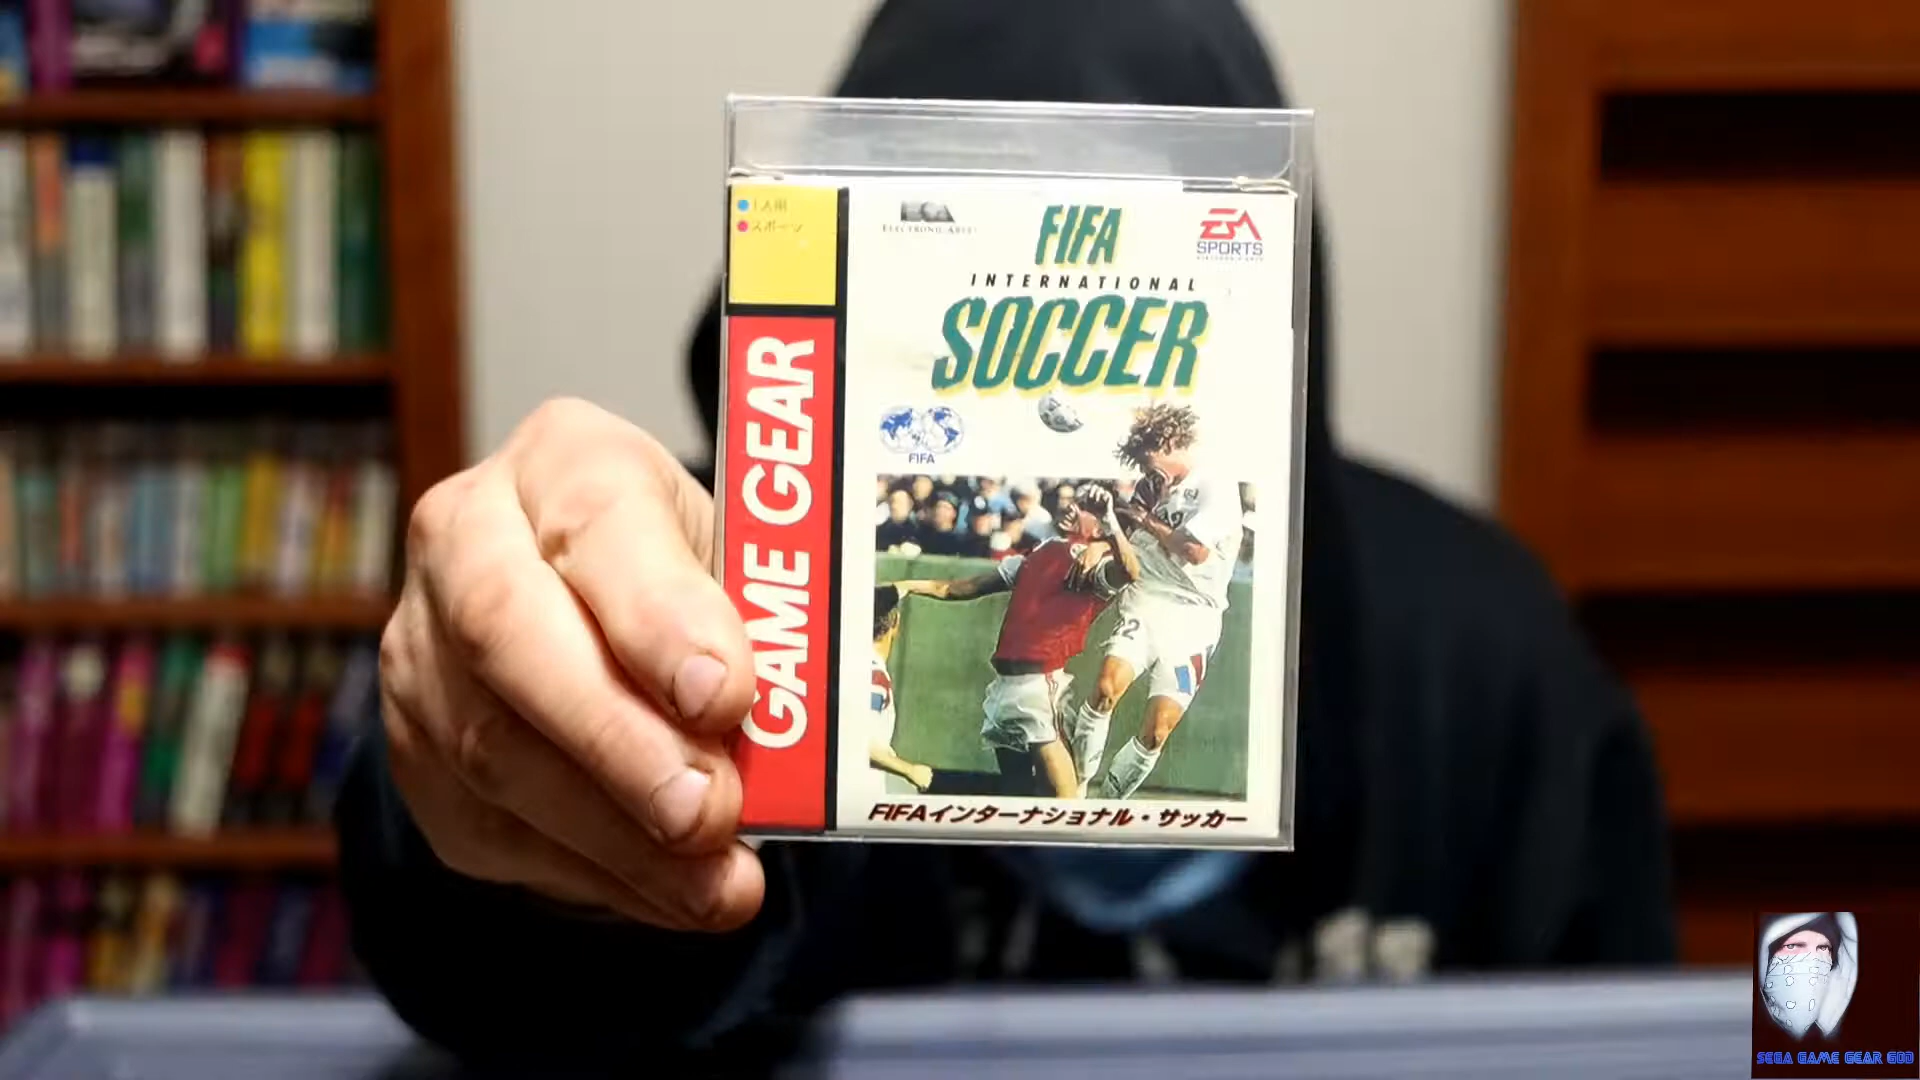 1人用
スポーツ
ELECTRONIC ARTS
FIFA
INTERNATIONAL
SOCCER
EA
SPORTS
FIFA
GAME GEAR
22
FIFAインターナショナル・サッカー
SEGA GAME GEAR GOD